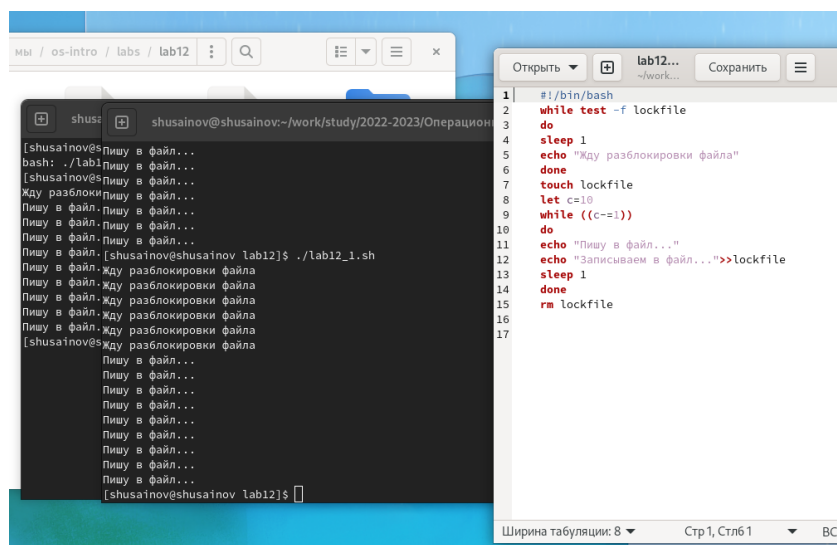 мы / os-intro / labs / lab12
shusa
[shusainov@s
bash: ./lab1
[shusainov@s
Жду разблоки
Пишу в файл.
Пишу в файл.
Пишу в файл.
Пишу в файл.
Пишу в файл.
Пишу в файл.
Пишу в файл.
Пишу в файл.
Пишу в файл.
[shusainov@s
shusainov@shusainov:~/work/study/2022-2023/Операцион
Пишу в файл...
Пишу в файл...
Пишу в файл...
Пишу в файл...
Пишу в файл...
Пишу в файл...
Пишу в файл...
[shusainov@shusainov lab12]$ ./lab12_1.sh
Жду разблокировки файла
Жду разблокировки файла
Жду разблокировки файла
Жду разблокировки файла
Жду разблокировки файла
Жду разблокировки файла
Пишу в файл...
Пишу в файл...
Пишу в файл...
Пишу в файл...
Пишу в файл...
Пишу в файл...
Пишу в файл...
Пишу в файл...
Пишу в файл...
[shusainov@shusainov lab12]$
Открыть
lab12...
~/work...
Сохранить
1 #!/bin/bash
2 while test -f lockfile
3 do
4 sleep 1
5 echo "Жду разблокировки файла"
6 done
7 touch lockfile
8 let c=10
9 while ((c-=1))
10 do
11 echo "Пишу в файл..."
12 echo "Записываем в файл...">>lockfile
13 sleep 1
14 done
15 rm lockfile
16
17
Ширина табуляции: 8
Стр 1, Стлб 1
ВС